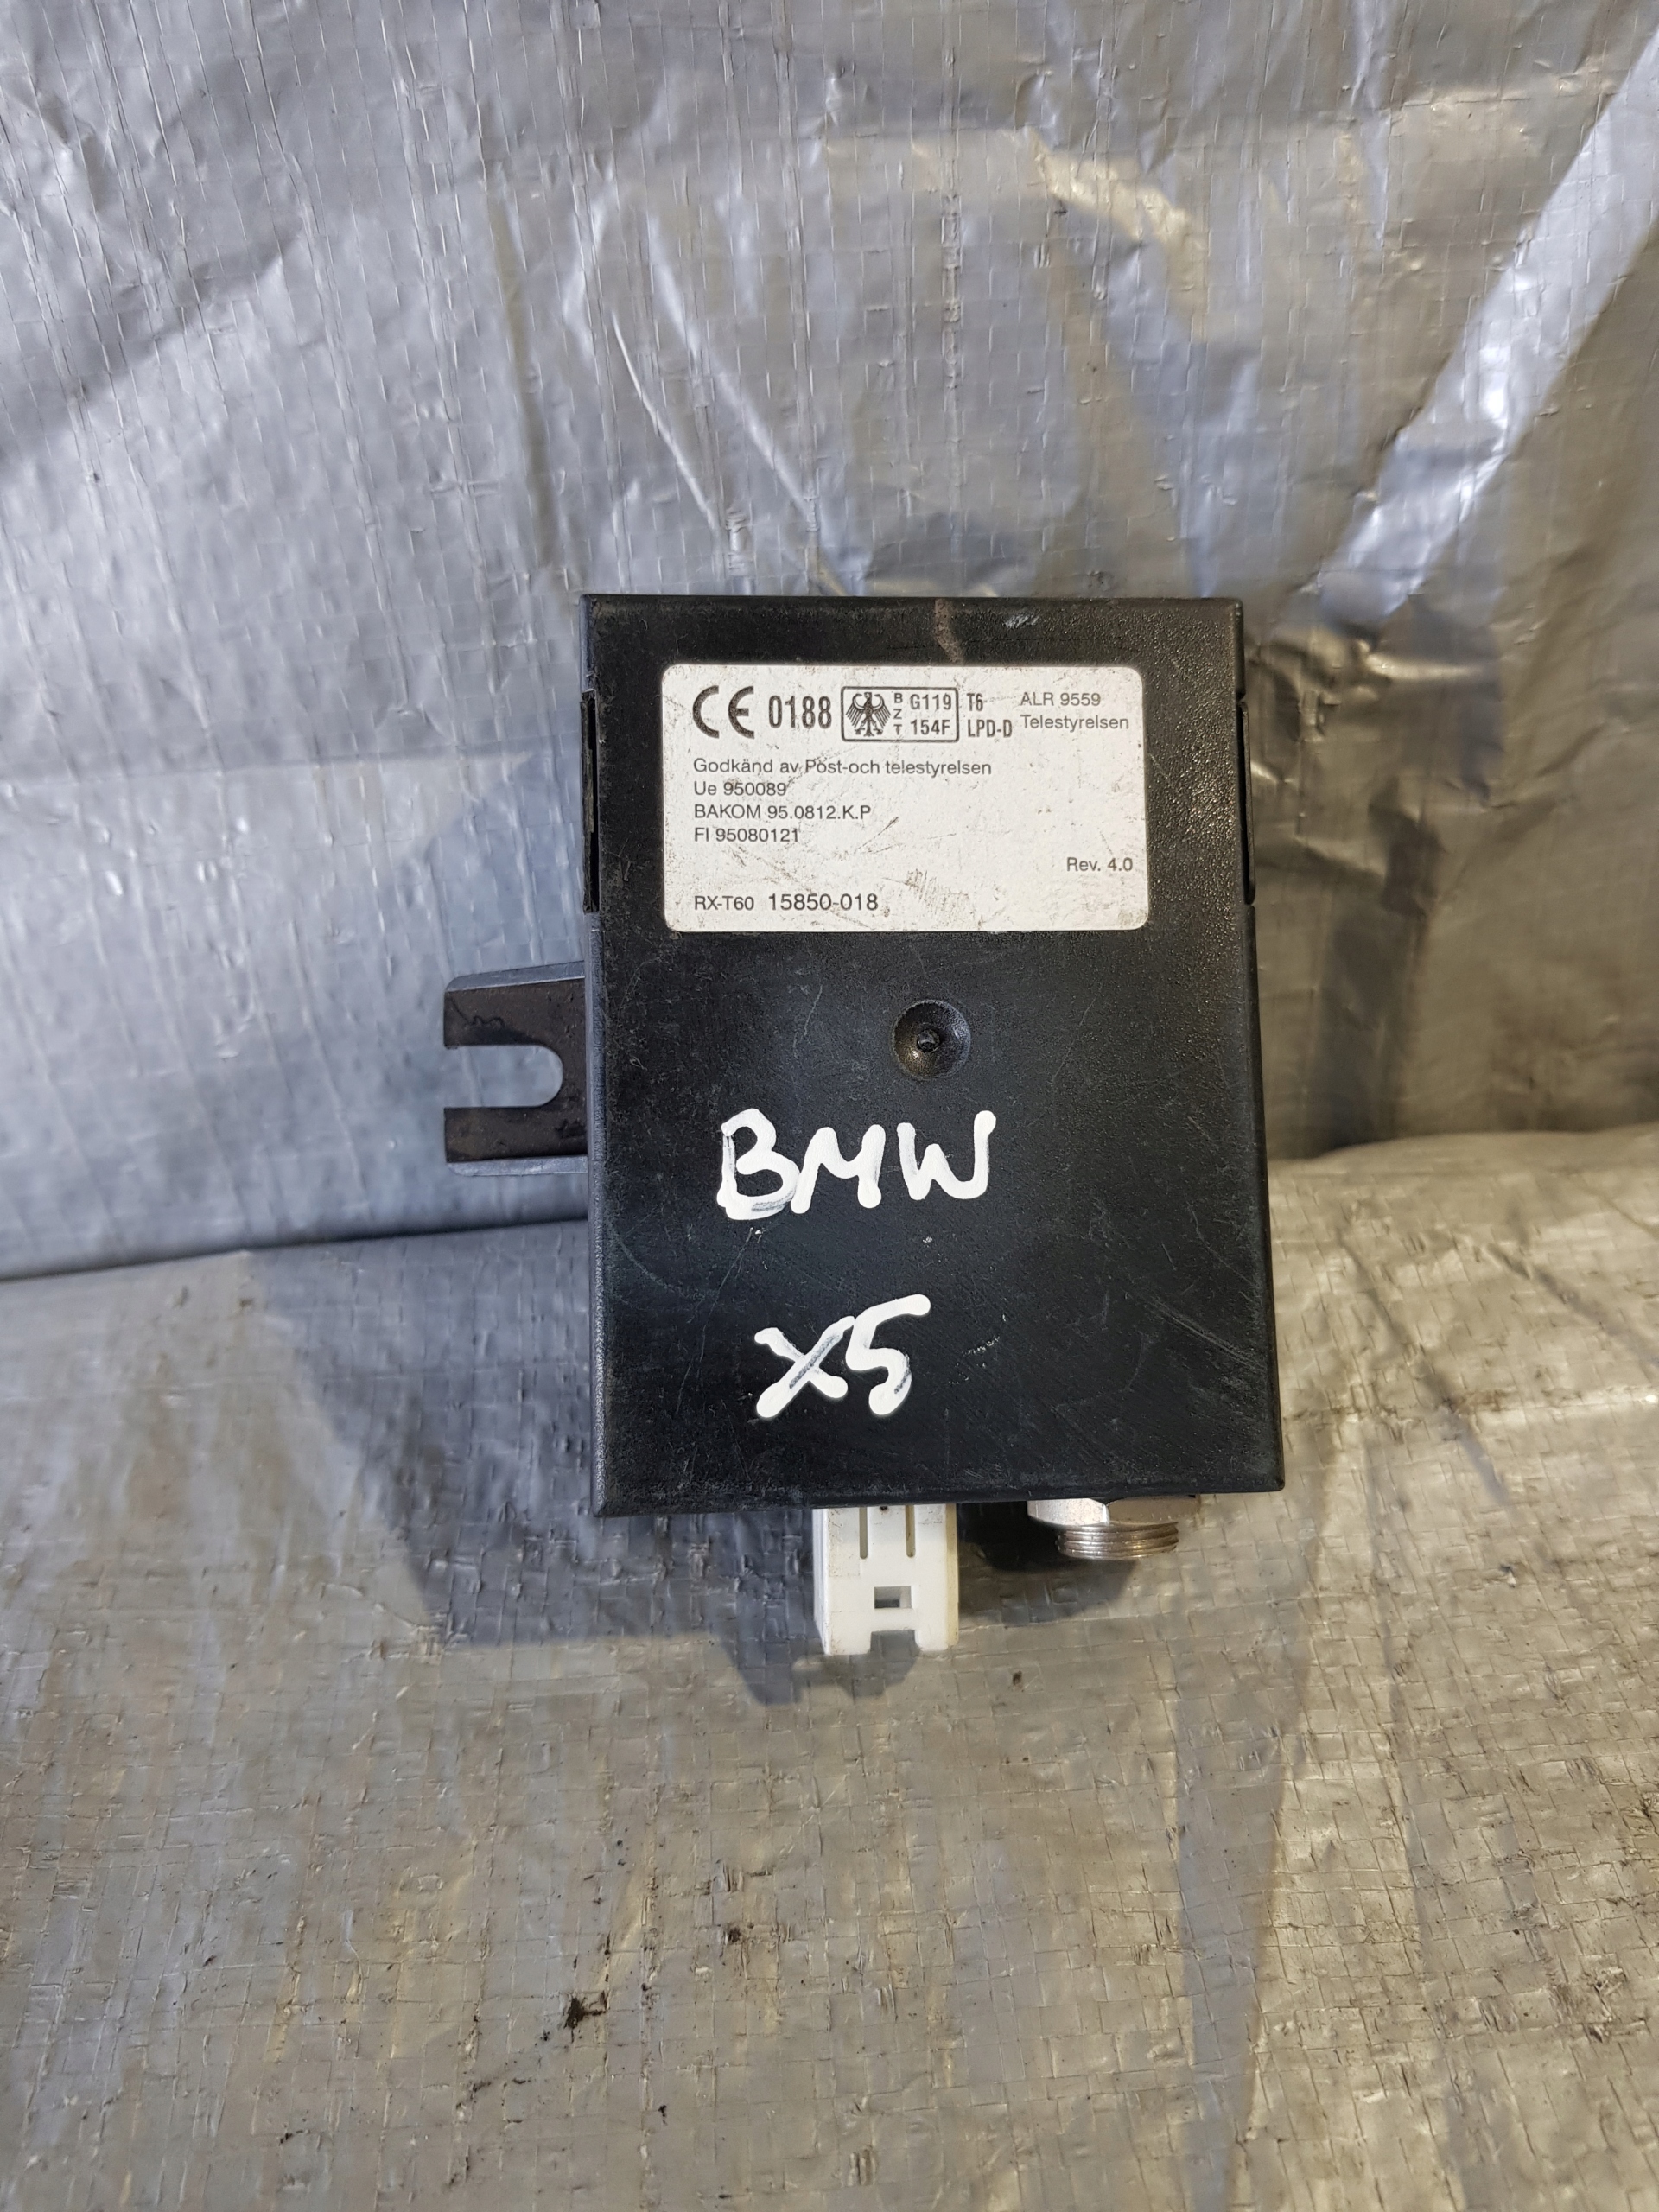 CE 0188 BZT G119 154F T6 LPD-D ALR 9559 Telestyrelsen
Godkänd av Post-och telestyrelsen
Ue 950089
BAKOM 95.0812.K.P
FI 95080121
Rev. 4.0
RX-T60 15850-018
BMW
X5